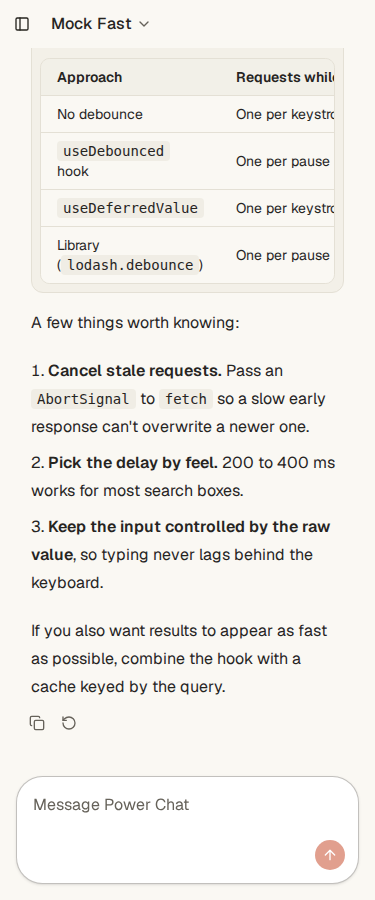 Mock Fast
Approach Requests while
No debounce One per keystro
useDebounced
hook One per pause
useDeferredValue One per keystro
Library
(lodash.debounce) One per pause
A few things worth knowing:
1. Cancel stale requests. Pass an
AbortSignal to fetch so a slow early
response can't overwrite a newer one.
2. Pick the delay by feel. 200 to 400 ms
works for most search boxes.
3. Keep the input controlled by the raw
value, so typing never lags behind the
keyboard.
If you also want results to appear as fast
as possible, combine the hook with a
cache keyed by the query.
Message Power Chat